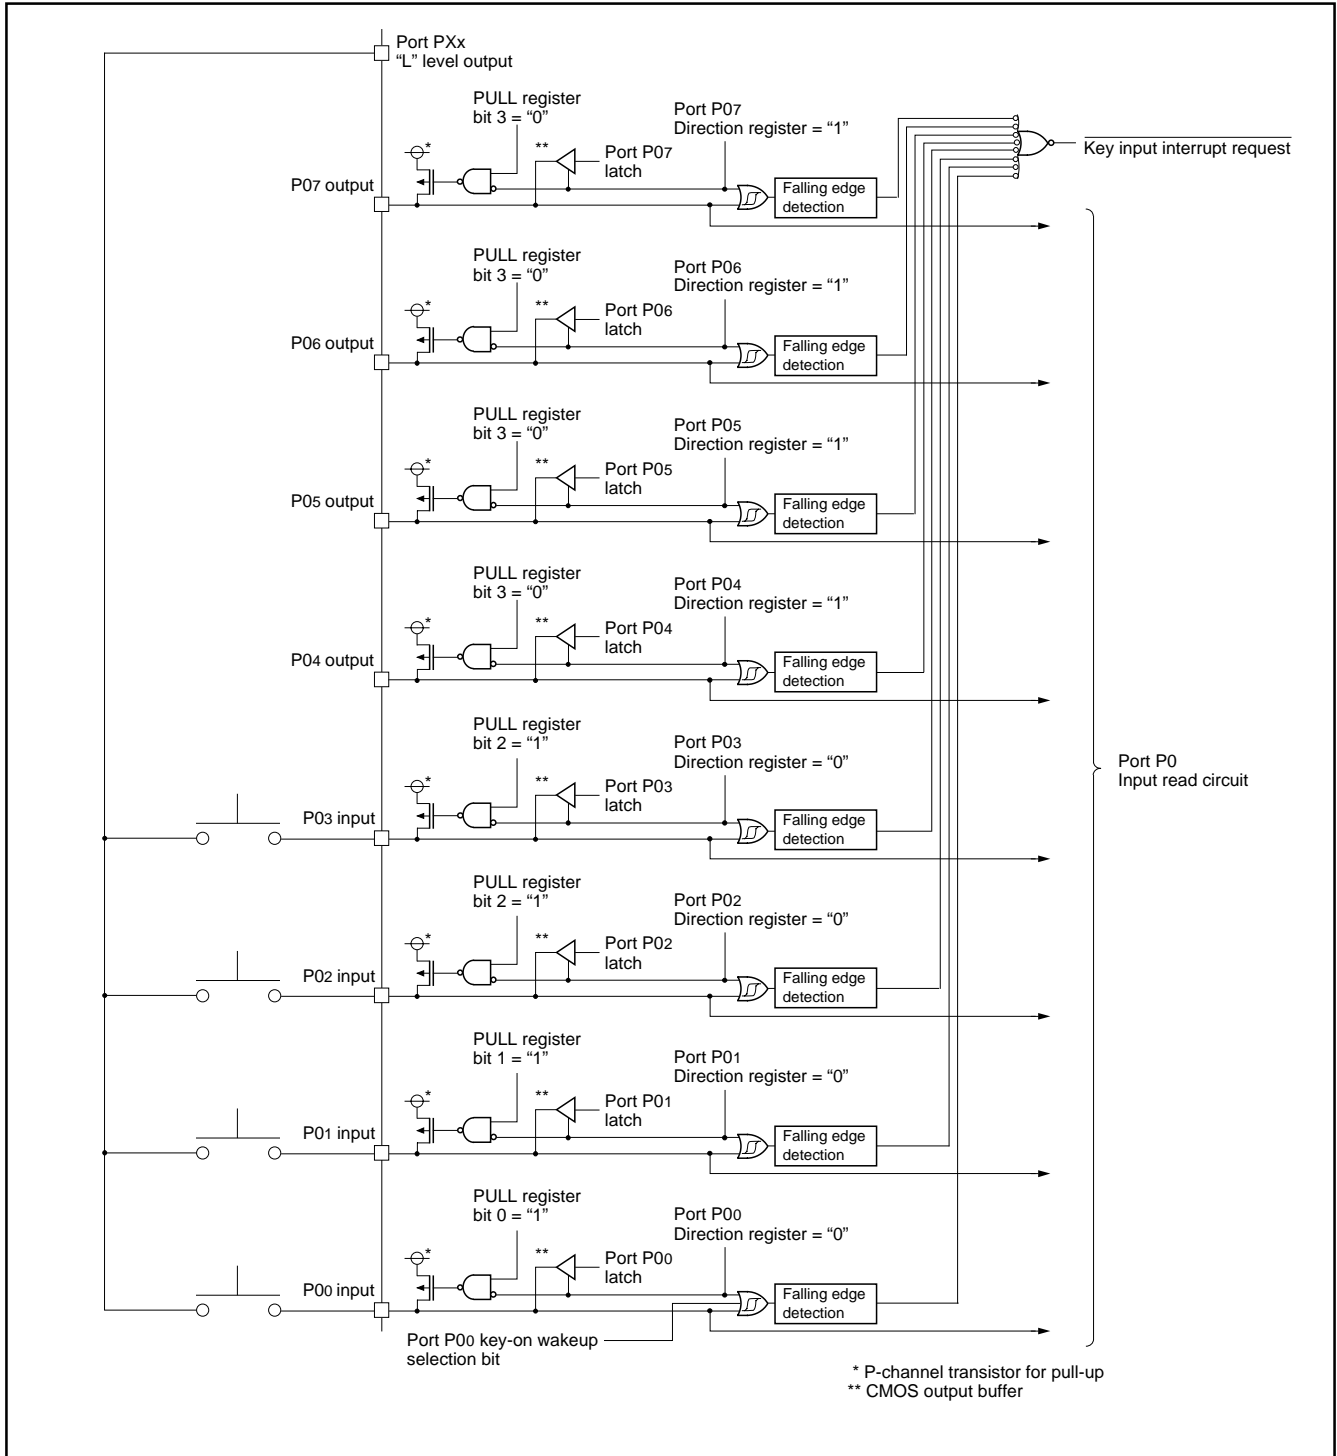 Port PXx
“L” level output
PULL register
bit 3 = “0”
Port P07
Direction register = “1”
*
**
Port P07
latch
P07 output
Falling edge
detection
Key input interrupt request
PULL register
bit 3 = “0”
Port P06
Direction register = “1”
*
**
Port P06
latch
P06 output
Falling edge
detection
PULL register
bit 3 = “0”
Port P05
Direction register = “1”
*
**
Port P05
latch
P05 output
Falling edge
detection
PULL register
bit 3 = “0”
Port P04
Direction register = “1”
*
**
Port P04
latch
P04 output
Falling edge
detection
PULL register
bit 2 = “1”
Port P03
Direction register = “0”
*
**
Port P03
latch
P03 input
Falling edge
detection
Port P0
Input read circuit
PULL register
bit 2 = “1”
Port P02
Direction register = “0”
*
**
Port P02
latch
P02 input
Falling edge
detection
PULL register
bit 1 = “1”
Port P01
Direction register = “0”
*
**
Port P01
latch
P01 input
Falling edge
detection
PULL register
bit 0 = “1”
Port P00
Direction register = “0”
*
**
Port P00
latch
P00 input
Falling edge
detection
Port P00 key-on wakeup
selection bit
* P-channel transistor for pull-up
** CMOS output buffer